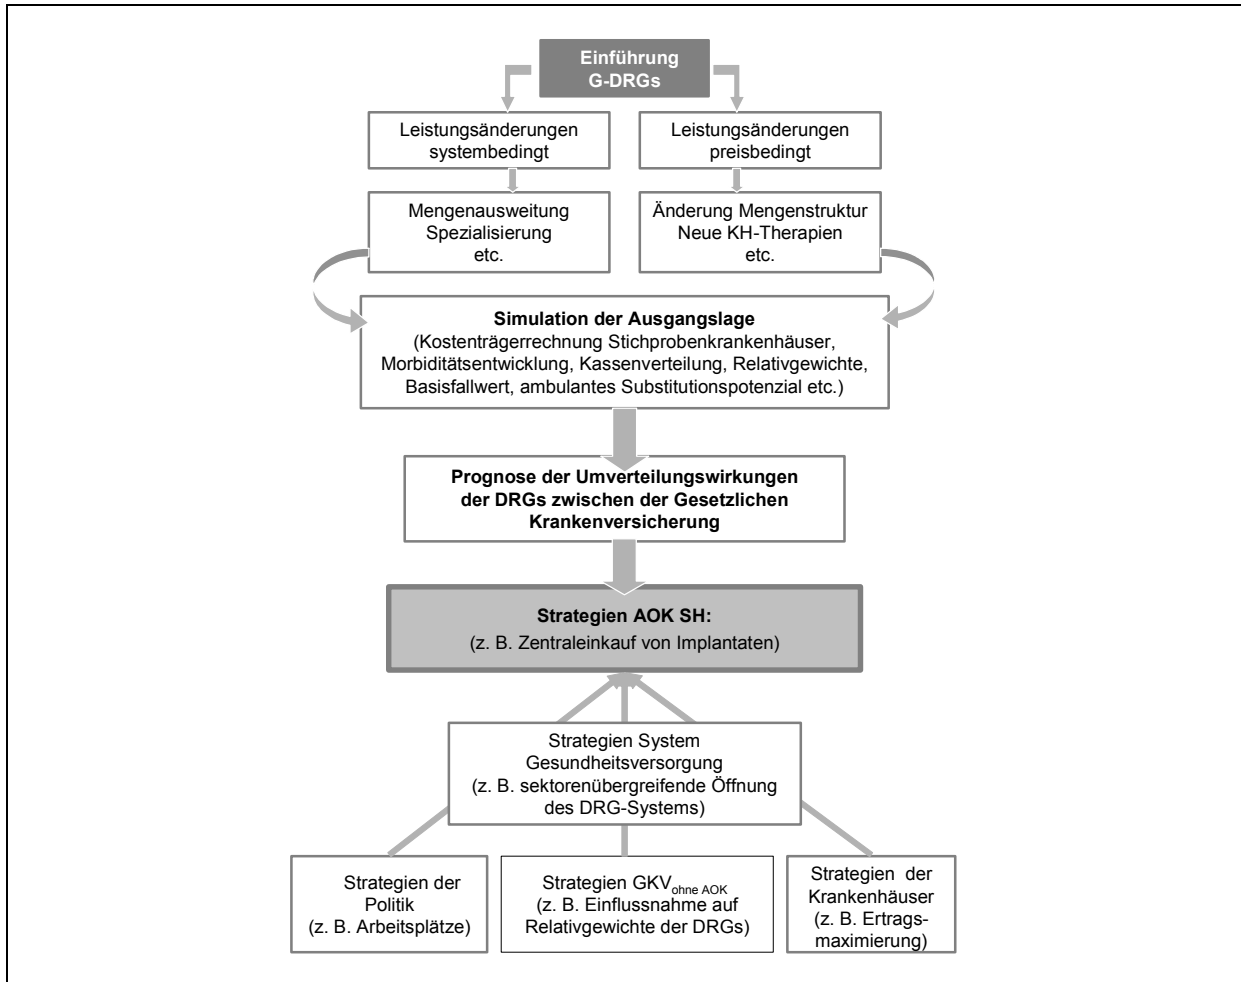 Einführung
G-DRGs
Leistungsänderungen
systembedingt
Leistungsänderungen
preisbedingt
Mengenausweitung
Spezialisierung
etc.
Änderung Mengenstruktur
Neue KH-Therapien
etc.
Simulation der Ausgangslage
(Kostenträgerrechnung Stichprobenkrankenhäuser,
Morbiditätsentwicklung, Kassenverteilung, Relativgewichte,
Basisfallwert, ambulantes Substitutionspotenzial etc.)
Prognose der Umverteilungswirkungen
der DRGs zwischen der Gesetzlichen
Krankenversicherung
Strategien AOK SH:
(z. B. Zentraleinkauf von Implantaten)
Strategien System
Gesundheitsversorgung
(z. B. sektorenübergreifende Öffnung
des DRG-Systems)
Strategien der
Politik
(z. B. Arbeitsplätze)
Strategien GKV ohne AOK
(z. B. Einflussnahme auf
Relativgewichte der DRGs)
Strategien der
Krankenhäuser
(z. B. Ertrags-
maximierung)